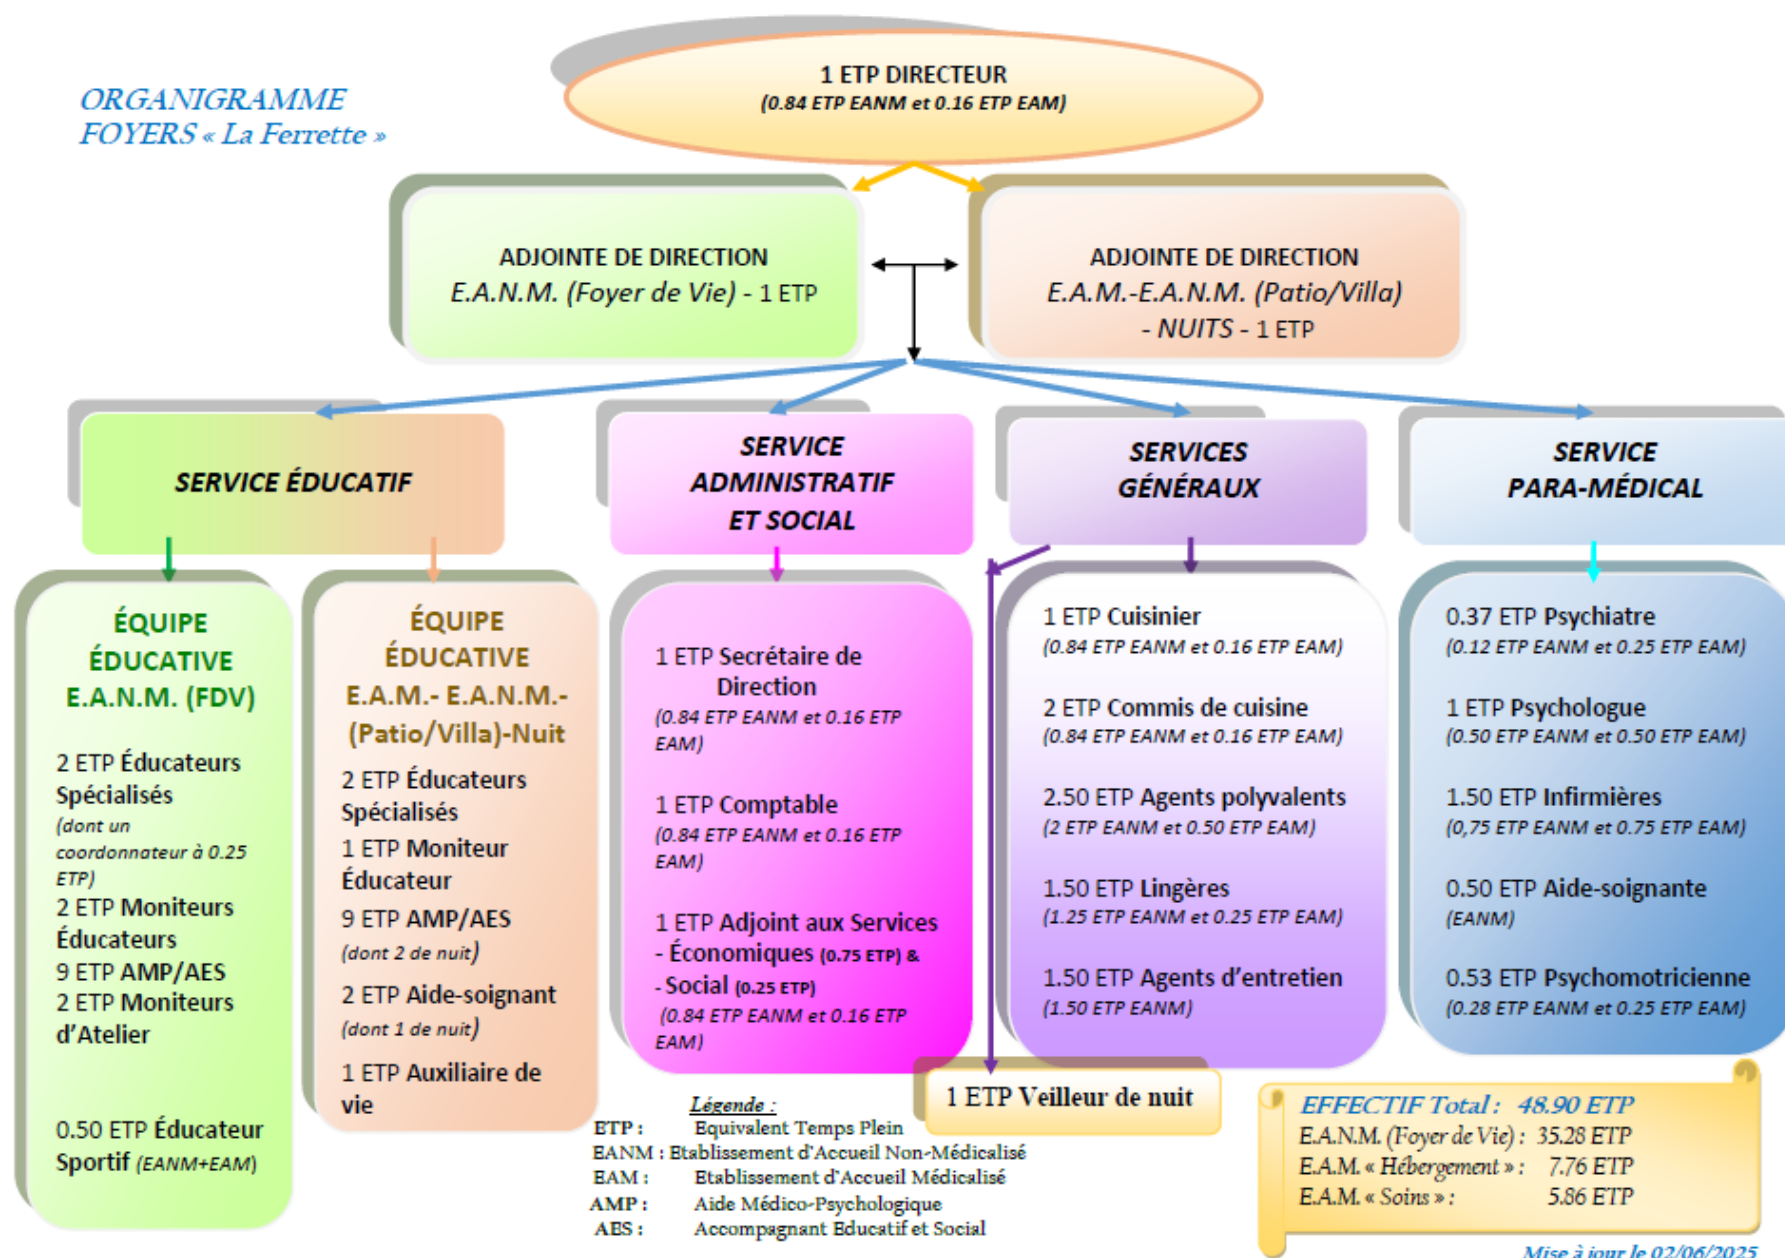 ORGANIGRAMME
FOYERS « La Ferrette »
1 ETP DIRECTEUR
(0.84 ETP EANM et 0.16 ETP EAM)
ADJOINTE DE DIRECTION
E.A.N.M. (Foyer de Vie) - 1 ETP
ADJOINTE DE DIRECTION
E.A.M.-E.A.N.M. (Patio/Villa)
- NUITS - 1 ETP
SERVICE ÉDUCATIF
SERVICE
ADMINISTRATIF
ET SOCIAL
SERVICES
GÉNÉRAUX
SERVICE
PARA-MÉDICAL
ÉQUIPE
ÉDUCATIVE
E.A.N.M. (FDV)
2 ETP Éducateurs
Spécialisés
(dont un
coordonnateur à 0.25
ETP)
2 ETP Moniteurs
Éducateurs
9 ETP AMP/AES
2 ETP Moniteurs
d'Atelier
0.50 ETP Éducateur
Sportif (EANM+EAM)
ÉQUIPE
ÉDUCATIVE
E.A.M.- E.A.N.M.-
(Patio/Villa)-Nuit
2 ETP Éducateurs
Spécialisés
1 ETP Moniteur
Éducateur
9 ETP AMP/AES
(dont 2 de nuit)
2 ETP Aide-soignant
(dont 1 de nuit)
1 ETP Auxiliaire de
vie
1 ETP Secrétaire de
Direction
(0.84 ETP EANM et 0.16 ETP
EAM)
1 ETP Comptable
(0.84 ETP EANM et 0.16 ETP
EAM)
1 ETP Adjoint aux Services
- Économiques (0.75 ETP) &
- Social (0.25 ETP)
(0.84 ETP EANM et 0.16 ETP
EAM)
1 ETP Cuisinier
(0.84 ETP EANM et 0.16 ETP EAM)
2 ETP Commis de cuisine
(0.84 ETP EANM et 0.16 ETP EAM)
2.50 ETP Agents polyvalents
(2 ETP EANM et 0.50 ETP EAM)
1.50 ETP Lingères
(1.25 ETP EANM et 0.25 ETP EAM)
1.50 ETP Agents d'entretien
(1.50 ETP EANM)
1 ETP Veilleur de nuit
0.37 ETP Psychiatre
(0.12 ETP EANM et 0.25 ETP EAM)
1 ETP Psychologue
(0.50 ETP EANM et 0.50 ETP EAM)
1.50 ETP Infirmières
(0,75 ETP EANM et 0.75 ETP EAM)
0.50 ETP Aide-soignante
(EANM)
0.53 ETP Psychomotricienne
(0.28 ETP EANM et 0.25 ETP EAM)
Légende :
ETP : Equivalent Temps Plein
EANM : Etablissement d'Accueil Non-Médicalisé
EAM : Etablissement d'Accueil Médicalisé
AMP : Aide Médico-Psychologique
AES : Accompagnant Educatif et Social
EFFECTIF Total : 48.90 ETP
E.A.N.M. (Foyer de Vie) : 35.28 ETP
E.A.M. « Hébergement » : 7.76 ETP
E.A.M. « Soins » : 5.86 ETP
Mise à jour le 02/06/2025